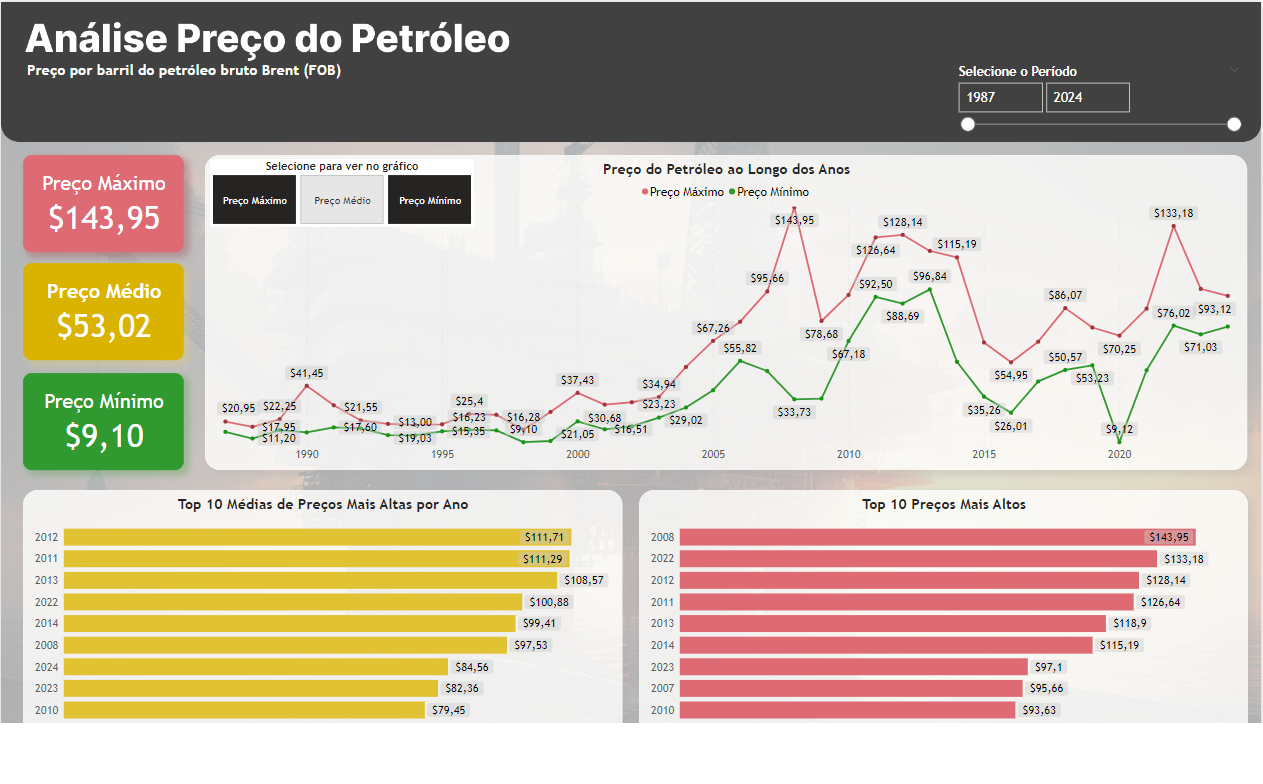 Análise Preço do Petróleo
Preço por barril do petróleo bruto Brent (FOB)
Selecione o Período
1987 2024
Preço Máximo
$143,95
Preço Médio
$53,02
Preço Mínimo
$9,10
Selecione para ver no gráfico
Preço Máximo Preço Médio Preço Mínimo
Preço do Petróleo ao Longo dos Anos
Preço Máximo Preço Mínimo
$20,95 $22,25 $41,45 $21,55 $13,00 $25,4 $16,28 $37,43 $34,94 $67,26 $95,66 $143,95 $78,68 $126,64 $128,14 $115,19 $54,95 $86,07 $70,25 $133,18 $93,12
$11,20 $17,95 $17,60 $19,03 $15,35 $16,23 $9,10 $21,05 $30,68 $16,51 $23,23 $29,02 $55,82 $33,73 $67,18 $92,50 $88,69 $96,84 $35,26 $26,01 $50,57 $53,23 $9,12 $76,02 $71,03
1990 1995 2000 2005 2010 2015 2020
Top 10 Médias de Preços Mais Altas por Ano
2012 $111,71
2011 $111,29
2013 $108,57
2022 $100,88
2014 $99,41
2008 $97,53
2024 $84,56
2023 $82,36
2010 $79,45
Top 10 Preços Mais Altos
2008 $143,95
2022 $133,18
2012 $128,14
2011 $126,64
2013 $118,9
2014 $115,19
2023 $97,1
2007 $95,66
2010 $93,63